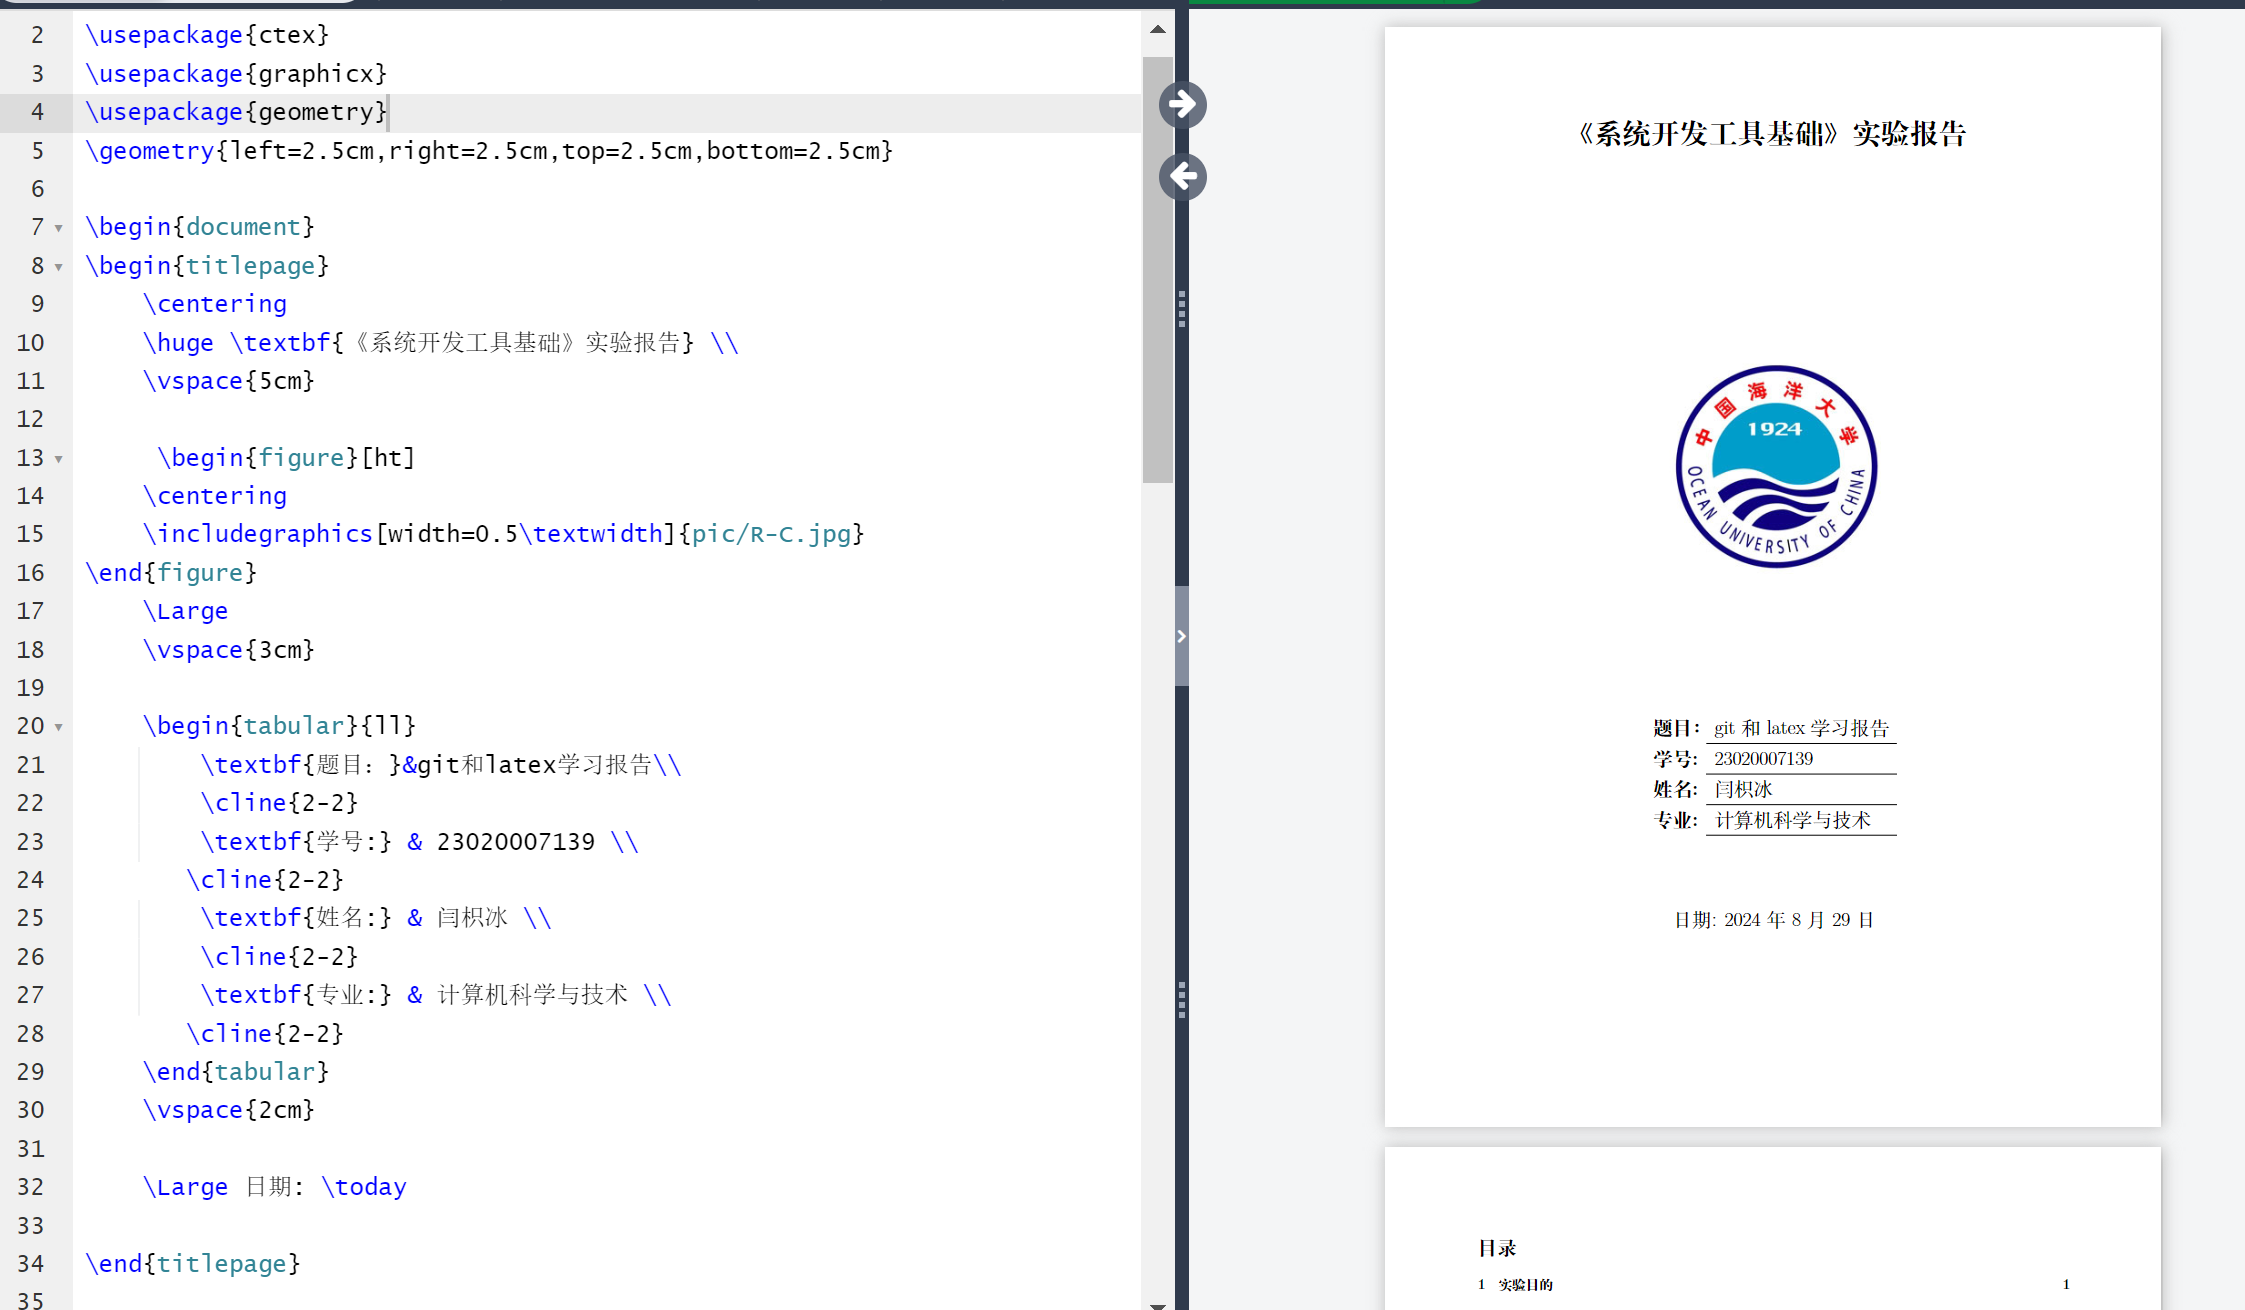 2 \usepackage{ctex}
3 \usepackage{graphicx}
4 \usepackage{geometry}
5 \geometry{left=2.5cm,right=2.5cm,top=2.5cm,bottom=2.5cm}
6
7 \begin{document}
8 \begin{titlepage}
9 \centering
10 \huge \textbf{《系统开发工具基础》实验报告} \\
11 \vspace{5cm}
12
13 \begin{figure}[ht]
14 \centering
15 \includegraphics[width=0.5\textwidth]{pic/R-C.jpg}
16 \end{figure}
17 \Large
18 \vspace{3cm}
19
20 \begin{tabular}{ll}
21 \textbf{题目：}&git和latex学习报告\\
22 \cline{2-2}
23 \textbf{学号:} & 23020007139 \\
24 \cline{2-2}
25 \textbf{姓名:} & 闫枳冰 \\
26 \cline{2-2}
27 \textbf{专业:} & 计算机科学与技术 \\
28 \cline{2-2}
29 \end{tabular}
30 \vspace{2cm}
31
32 \Large 日期: \today
33
34 \end{titlepage}
35
《系统开发工具基础》实验报告
中国海洋大学
1924
OCEAN UNIVERSITY OF CHINA
题目： git 和 latex 学习报告
学号: 23020007139
姓名: 闫枳冰
专业: 计算机科学与技术
日期: 2024 年 8 月 29 日
目录
1 实验目的 1